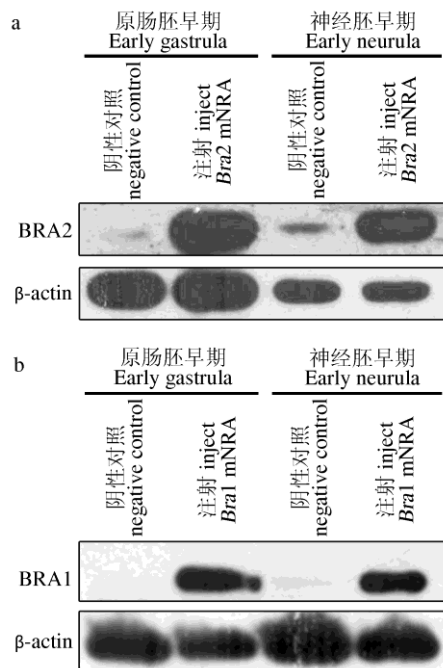 a
原肠胚早期
Early gastrula
神经胚早期
Early neurula
阴性对照
negative control
注射 inject
Bra2 mNRA
阴性对照
negative control
注射 inject
Bra2 mNRA
BRA2
β-actin
b
原肠胚早期
Early gastrula
神经胚早期
Early neurula
阴性对照
negative control
注射 inject
Bra1 mNRA
阴性对照
negative control
注射 inject
Bra1 mNRA
BRA1
β-actin